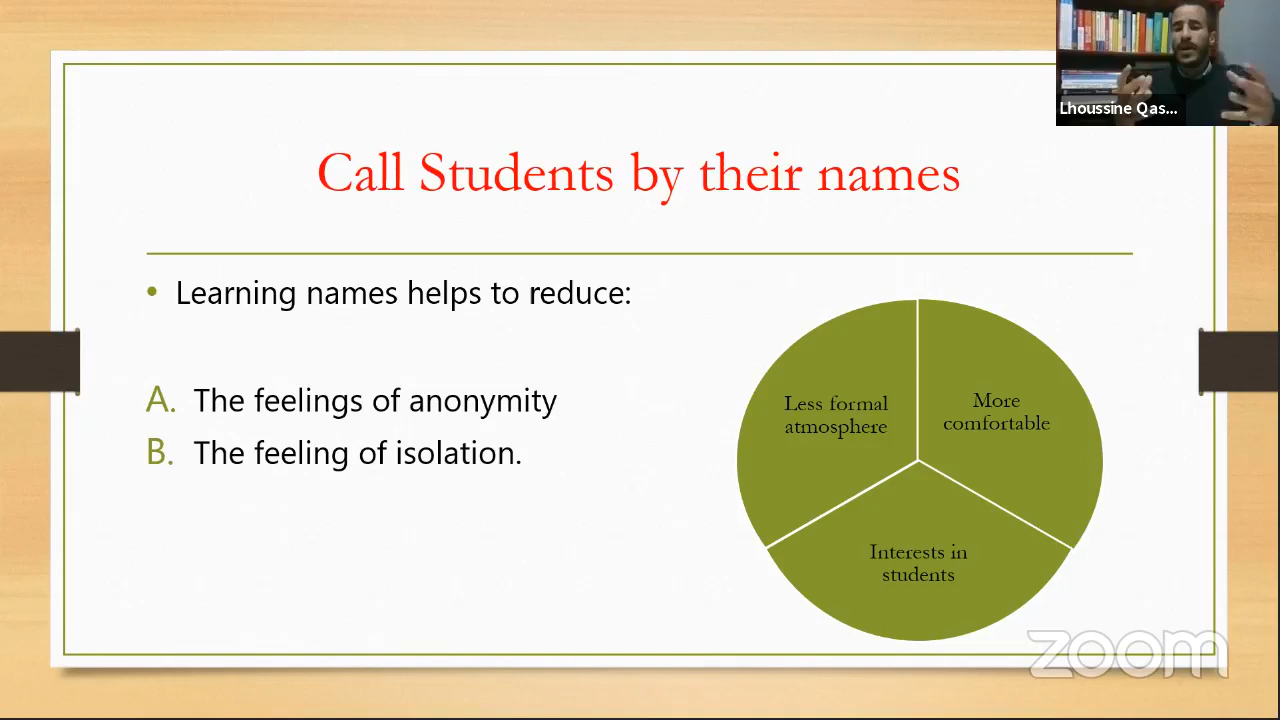 Lhoussine Qas...
Call Students by their names
• Learning names helps to reduce:
A. The feelings of anonymity
B. The feeling of isolation.
Less formal
atmosphere
More
comfortable
Interests in
students
zoom